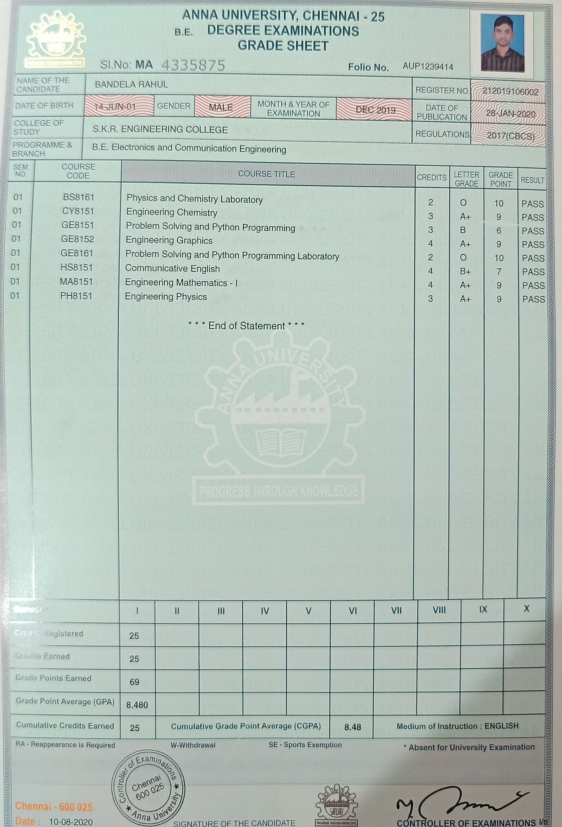 ANNA UNIVERSITY, CHENNAI - 25
B.E. DEGREE EXAMINATIONS
GRADE SHEET
Sl.No: MA 4335875 Folio No. AUP1239414
NAME OF THE CANDIDATE BANDELA RAHUL REGISTER NO. 212019106002
DATE OF BIRTH 14-JUN-01 GENDER MALE MONTH & YEAR OF EXAMINATION DEC 2019 DATE OF PUBLICATION 28-JAN-2020
COLLEGE OF STUDY S.K.R. ENGINEERING COLLEGE REGULATIONS 2017(CBCS)
PROGRAMME & BRANCH B.E. Electronics and Communication Engineering
SEM NO. COURSE CODE COURSE TITLE CREDITS LETTER GRADE GRADE POINT RESULT
01 BS8161 Physics and Chemistry Laboratory 2 O 10 PASS
01 CY8151 Engineering Chemistry 3 A+ 9 PASS
01 GE8151 Problem Solving and Python Programming 3 B 6 PASS
01 GE8152 Engineering Graphics 4 A+ 9 PASS
01 GE8161 Problem Solving and Python Programming Laboratory 2 O 10 PASS
01 HS8151 Communicative English 4 B+ 7 PASS
01 MA8151 Engineering Mathematics - I 4 A+ 9 PASS
01 PH8151 Engineering Physics 3 A+ 9 PASS
* * * End of Statement * * *
ANNA UNIVERSITY
PROGRESS THROUGH KNOWLEDGE
I II III IV V VI VII VIII IX X
Registered 25
Credits Earned 25
Grade Points Earned 69
Grade Point Average (GPA) 8.480
Cumulative Credits Earned 25 Cumulative Grade Point Average (CGPA) 8.48 Medium of Instruction : ENGLISH
RA - Reappearance is Required W-Withdrawal SE - Sports Exemption * Absent for University Examination
Controller of Examinations
Chennai 600 025
Anna University
Chennai - 600 025.
Date : 10-08-2020 SIGNATURE OF THE CANDIDATE CONTROLLER OF EXAMINATIONS I/c